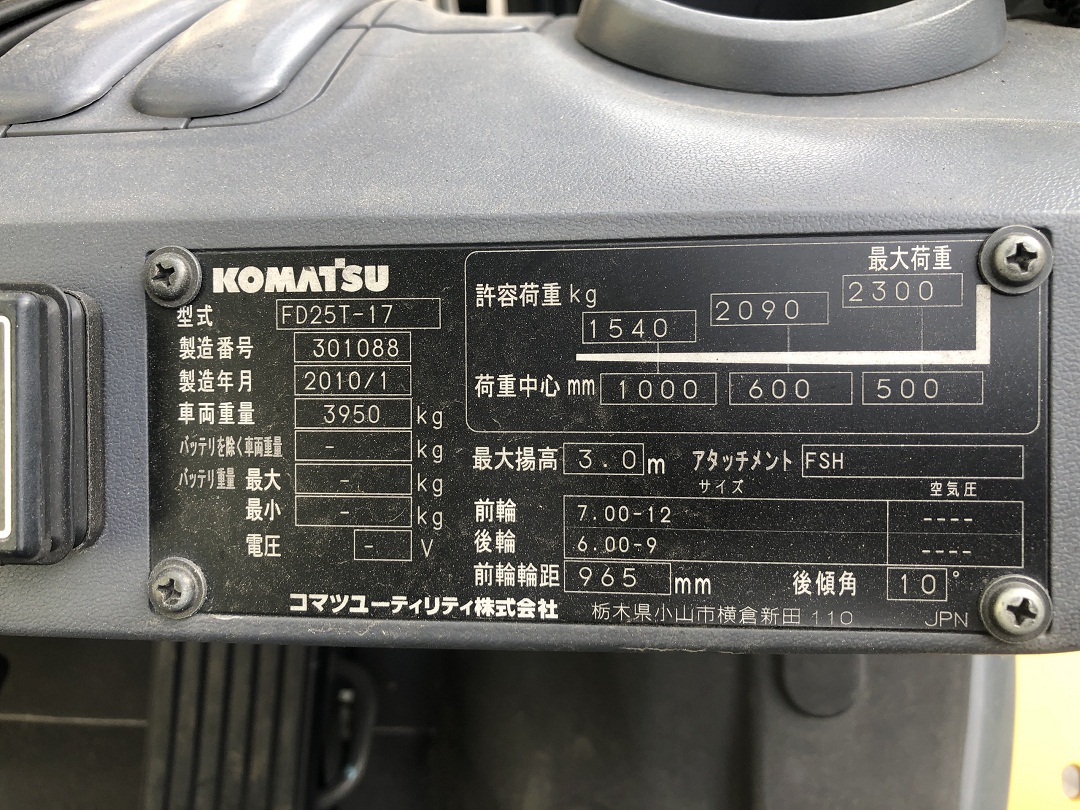 KOMATSU
型式 FD25T-17
製造番号 301088
製造年月 2010/1
車両重量 3950 kg
バッテリを除く車両重量 - kg
バッテリ重量 最大 - kg
最小 - kg
電圧 - V
最大荷重
許容荷重 kg 1540 2090 2300
荷重中心 mm 1000 600 500
最大揚高 3.0 m アタッチメント FSH
サイズ 空気圧
前輪 7.00-12 ----
後輪 6.00-9 ----
前輪輪距 965 mm 後傾角 10°
コマツユーティリティ株式会社 栃木県小山市横倉新田 110 JPN